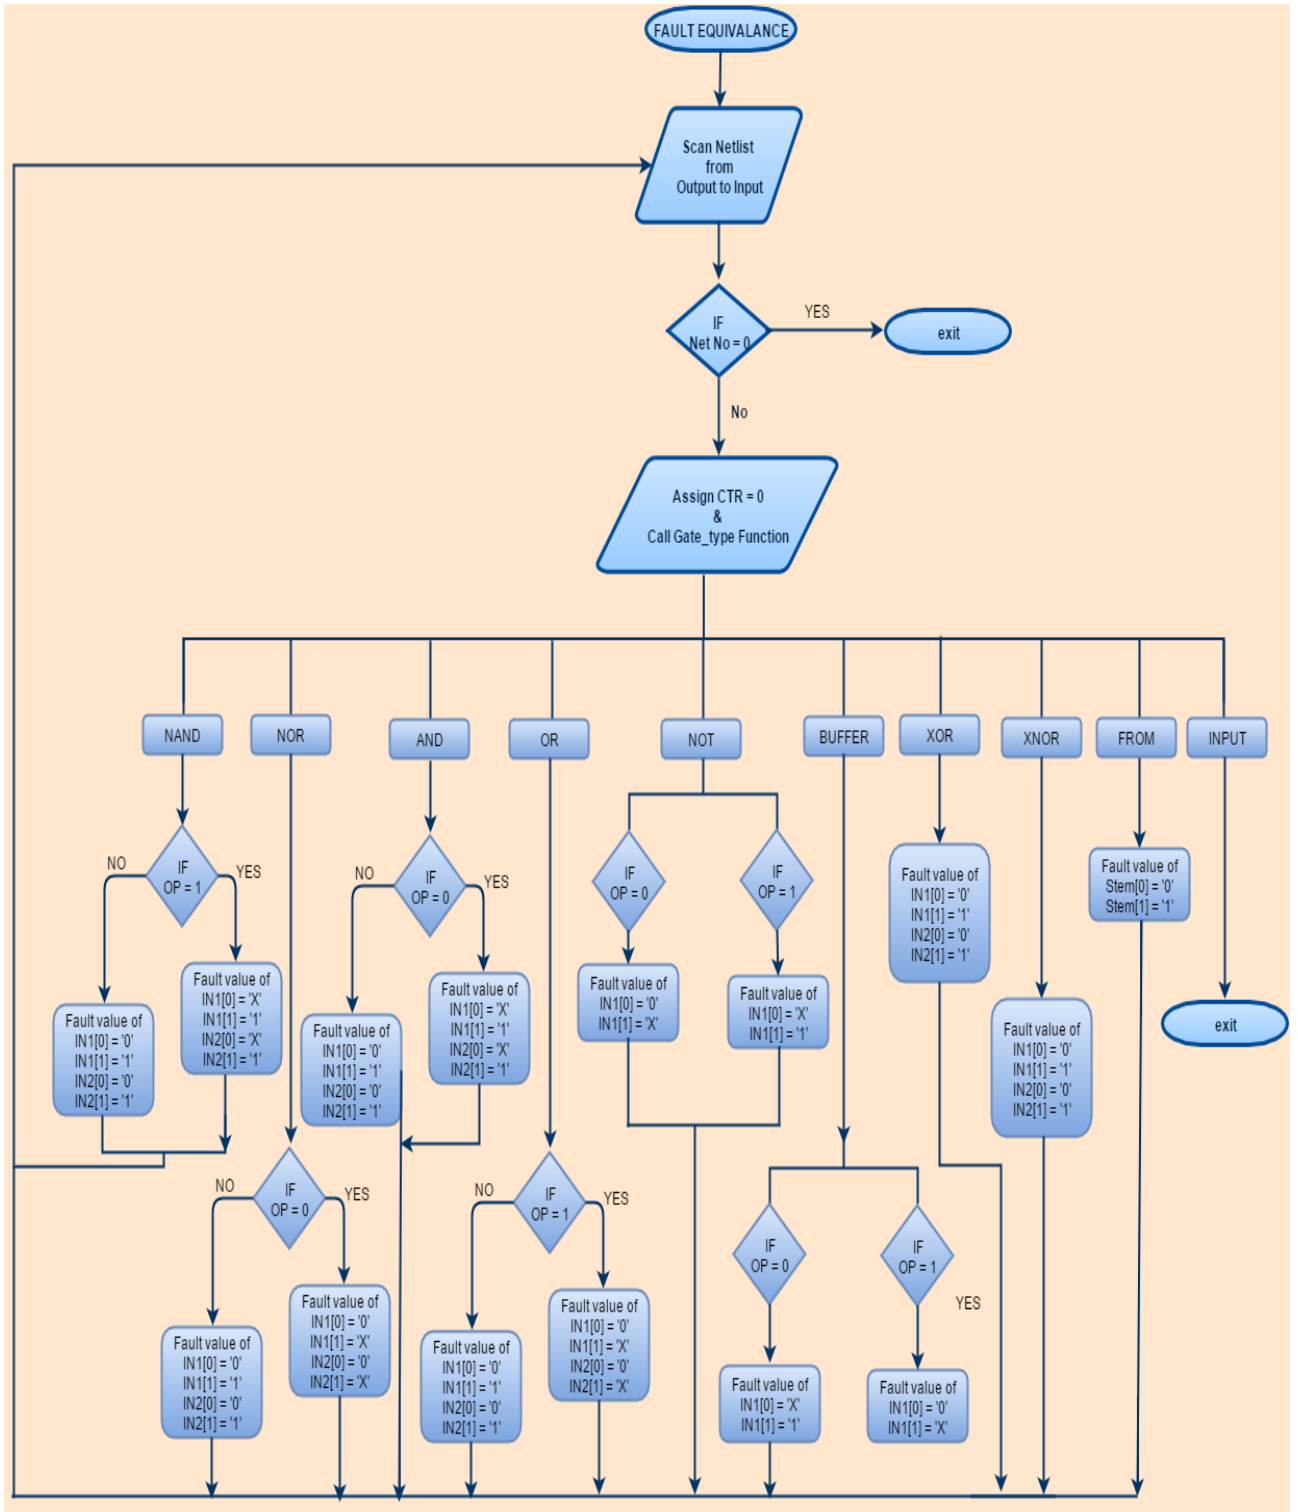 FAULT EQUIVALANCE
Scan Netlist
from
Output to Input
IF
Net No = 0
YES
exit
No
Assign CTR = 0
&
Call Gate_type Function
NAND
NOR
AND
OR
NOT
BUFFER
XOR
XNOR
FROM
INPUT
NO
IF
OP = 1
YES
Fault value of
IN1[0] = '0'
IN1[1] = '1'
IN2[0] = '0'
IN2[1] = '1'
Fault value of
IN1[0] = 'X'
IN1[1] = '1'
IN2[0] = 'X'
IN2[1] = '1'
NO
IF
OP = 0
YES
Fault value of
IN1[0] = '0'
IN1[1] = '1'
IN2[0] = '0'
IN2[1] = '1'
Fault value of
IN1[0] = 'X'
IN1[1] = '1'
IN2[0] = 'X'
IN2[1] = '1'
IF
OP = 0
Fault value of
IN1[0] = '0'
IN1[1] = 'X'
IF
OP = 1
Fault value of
IN1[0] = 'X'
IN1[1] = '1'
Fault value of
IN1[0] = '0'
IN1[1] = '1'
IN2[0] = '0'
IN2[1] = '1'
Fault value of
IN1[0] = '0'
IN1[1] = '1'
IN2[0] = '0'
IN2[1] = '1'
Fault value of
Stem[0] = '0'
Stem[1] = '1'
exit
NO
IF
OP = 0
YES
Fault value of
IN1[0] = '0'
IN1[1] = '1'
IN2[0] = '0'
IN2[1] = '1'
Fault value of
IN1[0] = '0'
IN1[1] = 'X'
IN2[0] = '0'
IN2[1] = 'X'
NO
IF
OP = 1
YES
Fault value of
IN1[0] = '0'
IN1[1] = '1'
IN2[0] = '0'
IN2[1] = '1'
Fault value of
IN1[0] = '0'
IN1[1] = 'X'
IN2[0] = '0'
IN2[1] = 'X'
IF
OP = 0
Fault value of
IN1[0] = 'X'
IN1[1] = '1'
IF
OP = 1
YES
Fault value of
IN1[0] = '0'
IN1[1] = 'X'